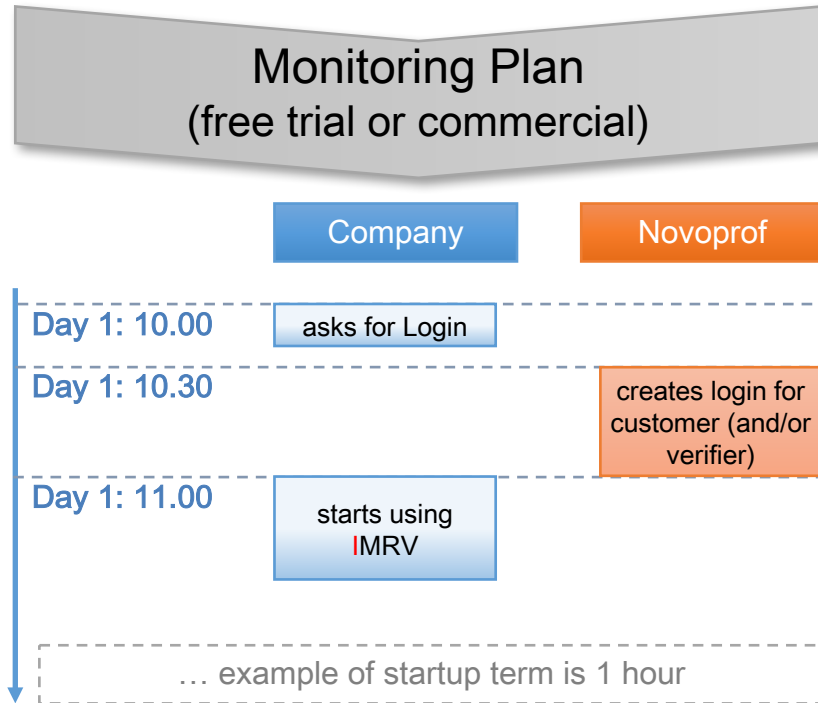 Monitoring Plan
(free trial or commercial)
Company
Novoprof
Day 1: 10.00
asks for Login
Day 1: 10.30
creates login for
customer (and/or
verifier)
Day 1: 11.00
starts using
IMRV
… example of startup term is 1 hour